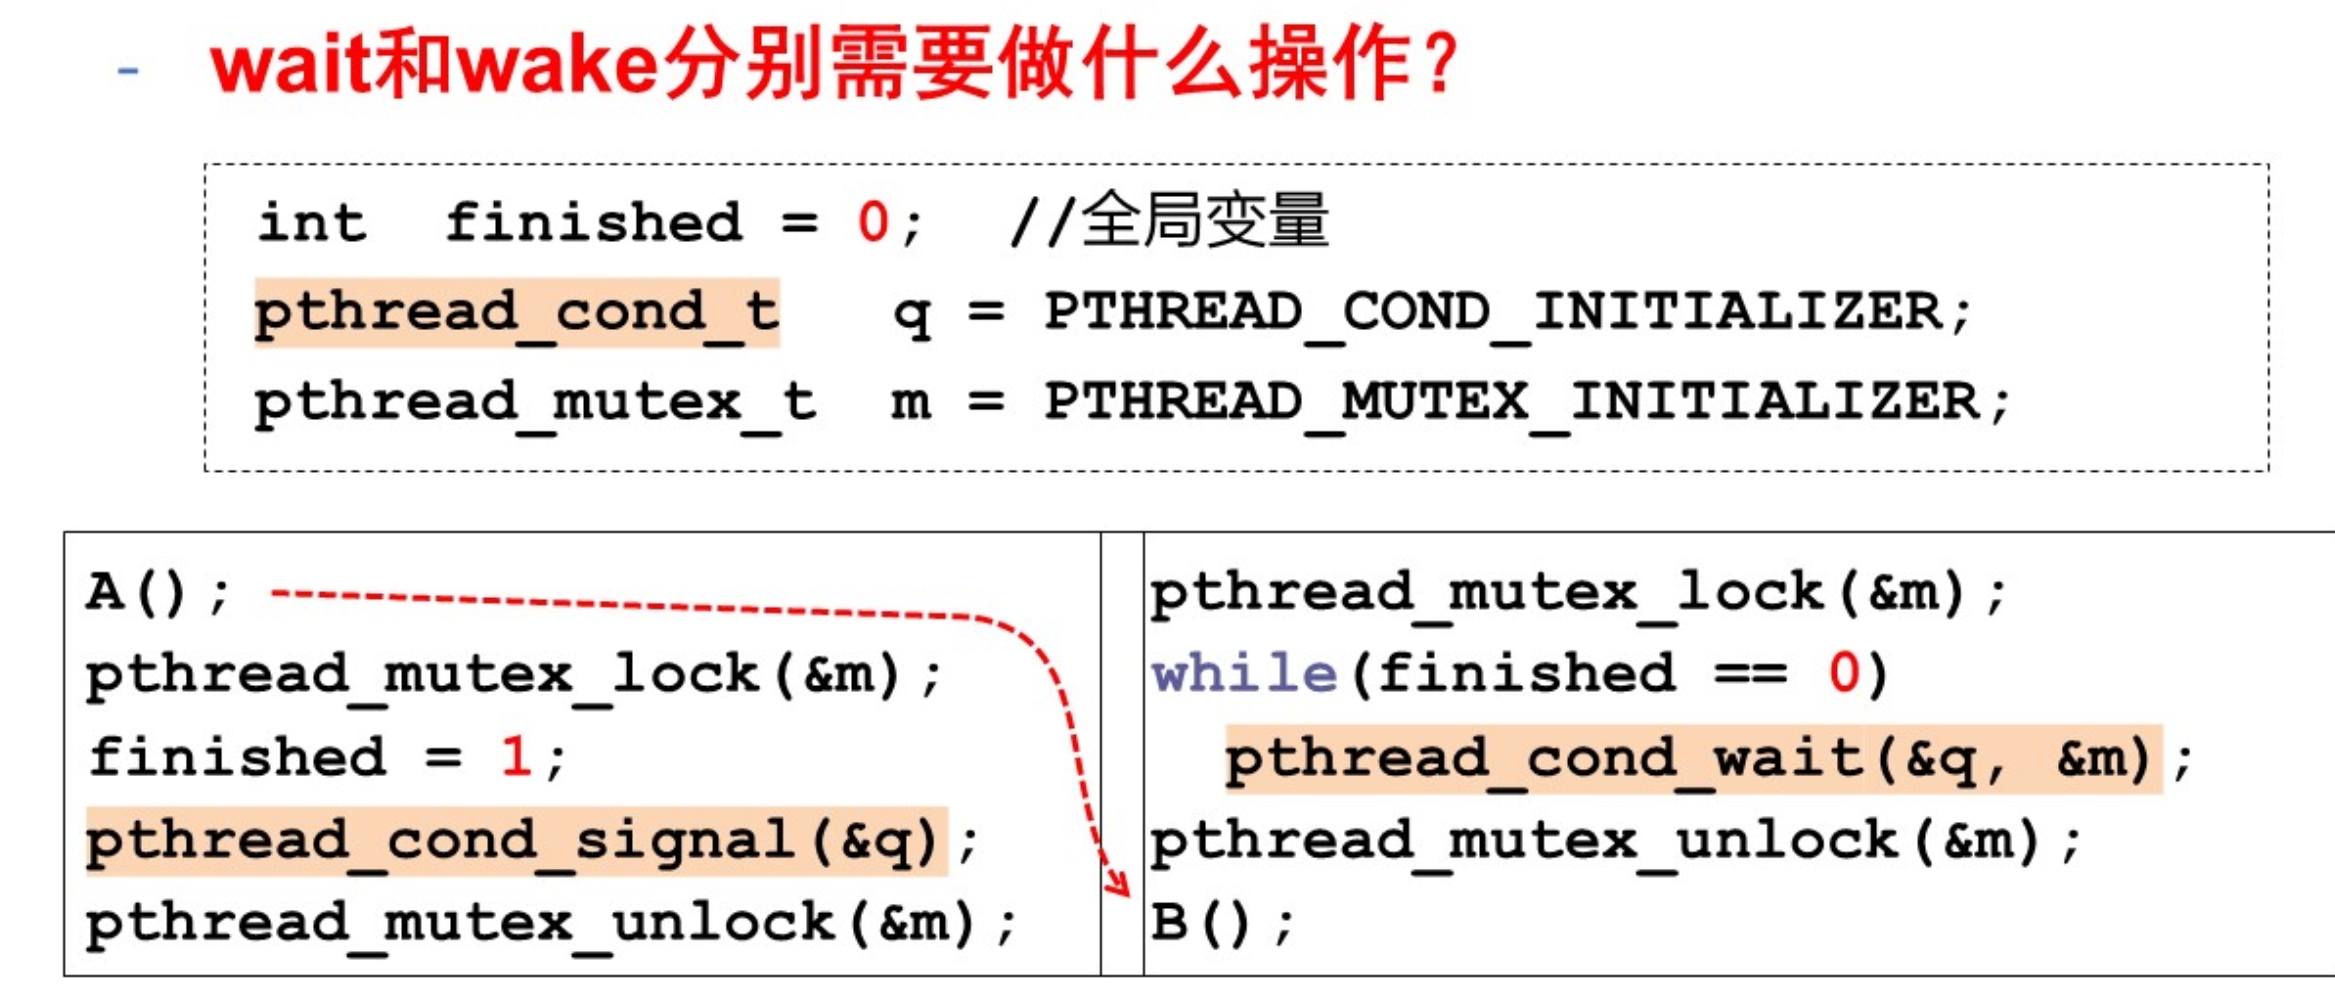 - wait和wake分别需要做什么操作？
int  finished = 0;  //全局变量
pthread_cond_t   q = PTHREAD_COND_INITIALIZER;
pthread_mutex_t  m = PTHREAD_MUTEX_INITIALIZER;
A();
pthread_mutex_lock(&m);
finished = 1;
pthread_cond_signal(&q);
pthread_mutex_unlock(&m);
pthread_mutex_lock(&m);
while(finished == 0)
  pthread_cond_wait(&q, &m);
pthread_mutex_unlock(&m);
B();